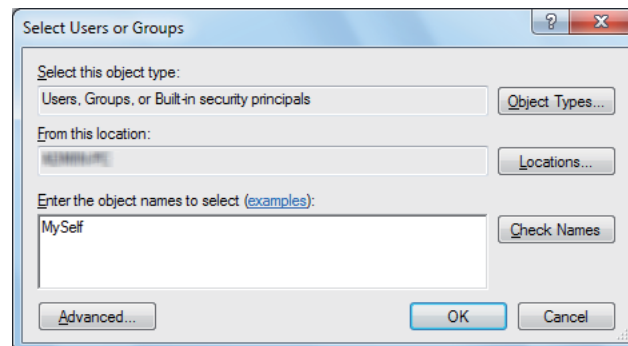 Select Users or Groups
Select this object type:
Users, Groups, or Built-in security principals
Object Types...
From this location:
Locations...
Enter the object names to select (examples):
MySelf
Check Names
Advanced...
OK
Cancel